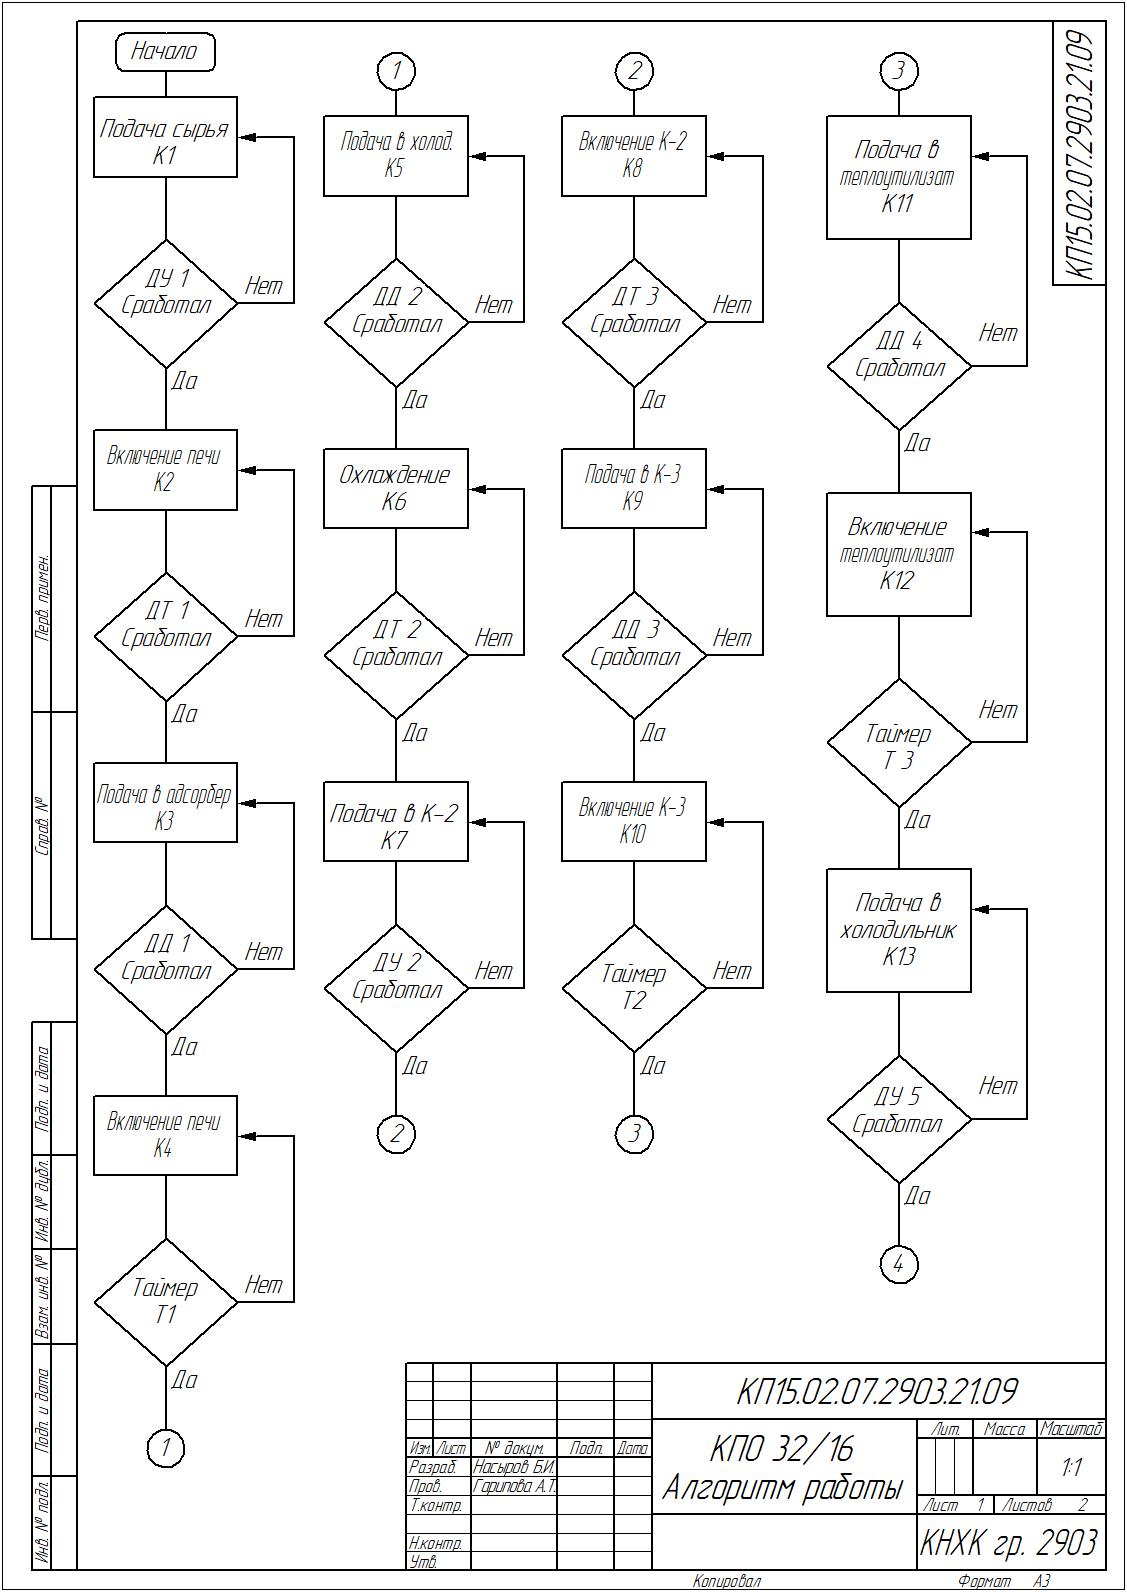 Начало
Подача сырья
К1
ДУ 1
Сработал
Нет
Да
Включение печи
К2
ДТ 1
Сработал
Нет
Да
Подача в адсорбер
К3
ДД 1
Сработал
Нет
Да
Включение печи
К4
Таймер
Т1
Нет
Да
1
1
Подача в холод.
К5
ДД 2
Сработал
Нет
Да
Охлаждение
К6
ДТ 2
Сработал
Нет
Да
Подача в К-2
К7
ДУ 2
Сработал
Нет
Да
2
2
Включение К-2
К8
ДТ 3
Сработал
Нет
Да
Подача в К-3
К9
ДД 3
Сработал
Нет
Да
Включение К-3
К10
Таймер
Т2
Нет
Да
3
3
Подача в
теплоутилизат
К11
ДД 4
Сработал
Нет
Да
Включение
теплоутилизат
К12
Таймер
Т 3
Нет
Да
Подача в
холодильник
К13
ДУ 5
Сработал
Нет
Да
4
КП15.02.07.2903.21.09
Перв. примен.
Справ. №
Подп. и дата
Инв. № дубл.
Взам. инв. №
Подп. и дата
Инв. № подл.
КП15.02.07.2903.21.09
Изм. Лист № докум. Подп. Дата
Разраб. Насыров Б.И.
Пров. Гарипова А.Т.
Т.контр.
Н.контр.
Утв.
КПО 32/16
Алгоритм работы
Лит. Масса Масштаб
1:1
Лист 1 Листов 2
КНХК гр. 2903
Копировал Формат А3